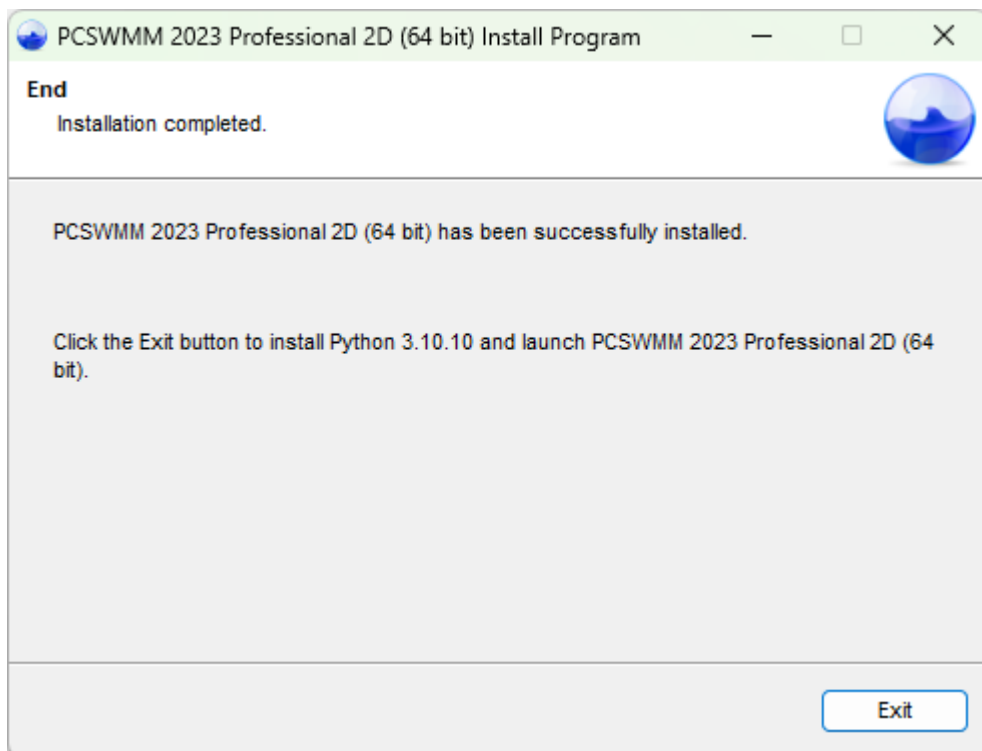 PCSWMM 2023 Professional 2D (64 bit) Install Program
End
Installation completed.
PCSWMM 2023 Professional 2D (64 bit) has been successfully installed.
Click the Exit button to install Python 3.10.10 and launch PCSWMM 2023 Professional 2D (64
bit).
Exit